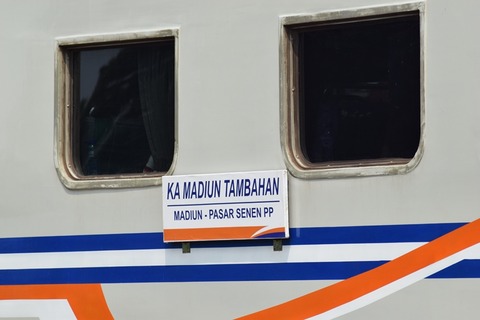 KA MADIUN TAMBAHAN
MADIUN - PASAR SENEN PP